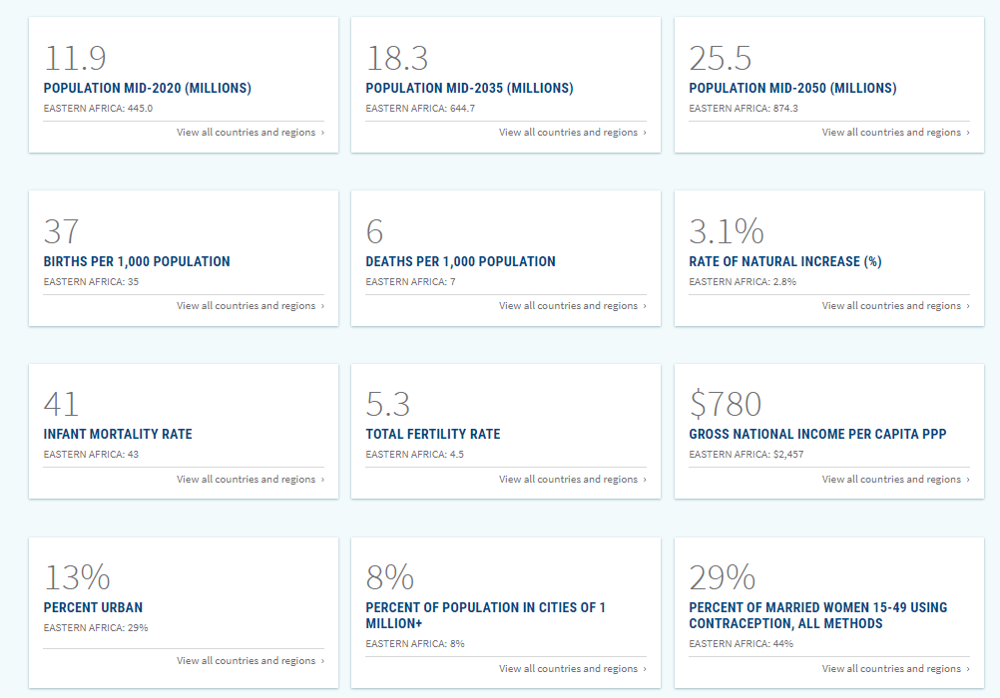 11.9
POPULATION MID-2020 (MILLIONS)
EASTERN AFRICA: 445.0
View all countries and regions ›
18.3
POPULATION MID-2035 (MILLIONS)
EASTERN AFRICA: 644.7
View all countries and regions ›
25.5
POPULATION MID-2050 (MILLIONS)
EASTERN AFRICA: 874.3
View all countries and regions ›
37
BIRTHS PER 1,000 POPULATION
EASTERN AFRICA: 35
View all countries and regions ›
6
DEATHS PER 1,000 POPULATION
EASTERN AFRICA: 7
View all countries and regions ›
3.1%
RATE OF NATURAL INCREASE (%)
EASTERN AFRICA: 2.8%
View all countries and regions ›
41
INFANT MORTALITY RATE
EASTERN AFRICA: 43
View all countries and regions ›
5.3
TOTAL FERTILITY RATE
EASTERN AFRICA: 4.5
View all countries and regions ›
$780
GROSS NATIONAL INCOME PER CAPITA PPP
EASTERN AFRICA: $2,457
View all countries and regions ›
13%
PERCENT URBAN
EASTERN AFRICA: 29%
View all countries and regions ›
8%
PERCENT OF POPULATION IN CITIES OF 1
MILLION+
EASTERN AFRICA: 8%
View all countries and regions ›
29%
PERCENT OF MARRIED WOMEN 15-49 USING
CONTRACEPTION, ALL METHODS
EASTERN AFRICA: 44%
View all countries and regions ›